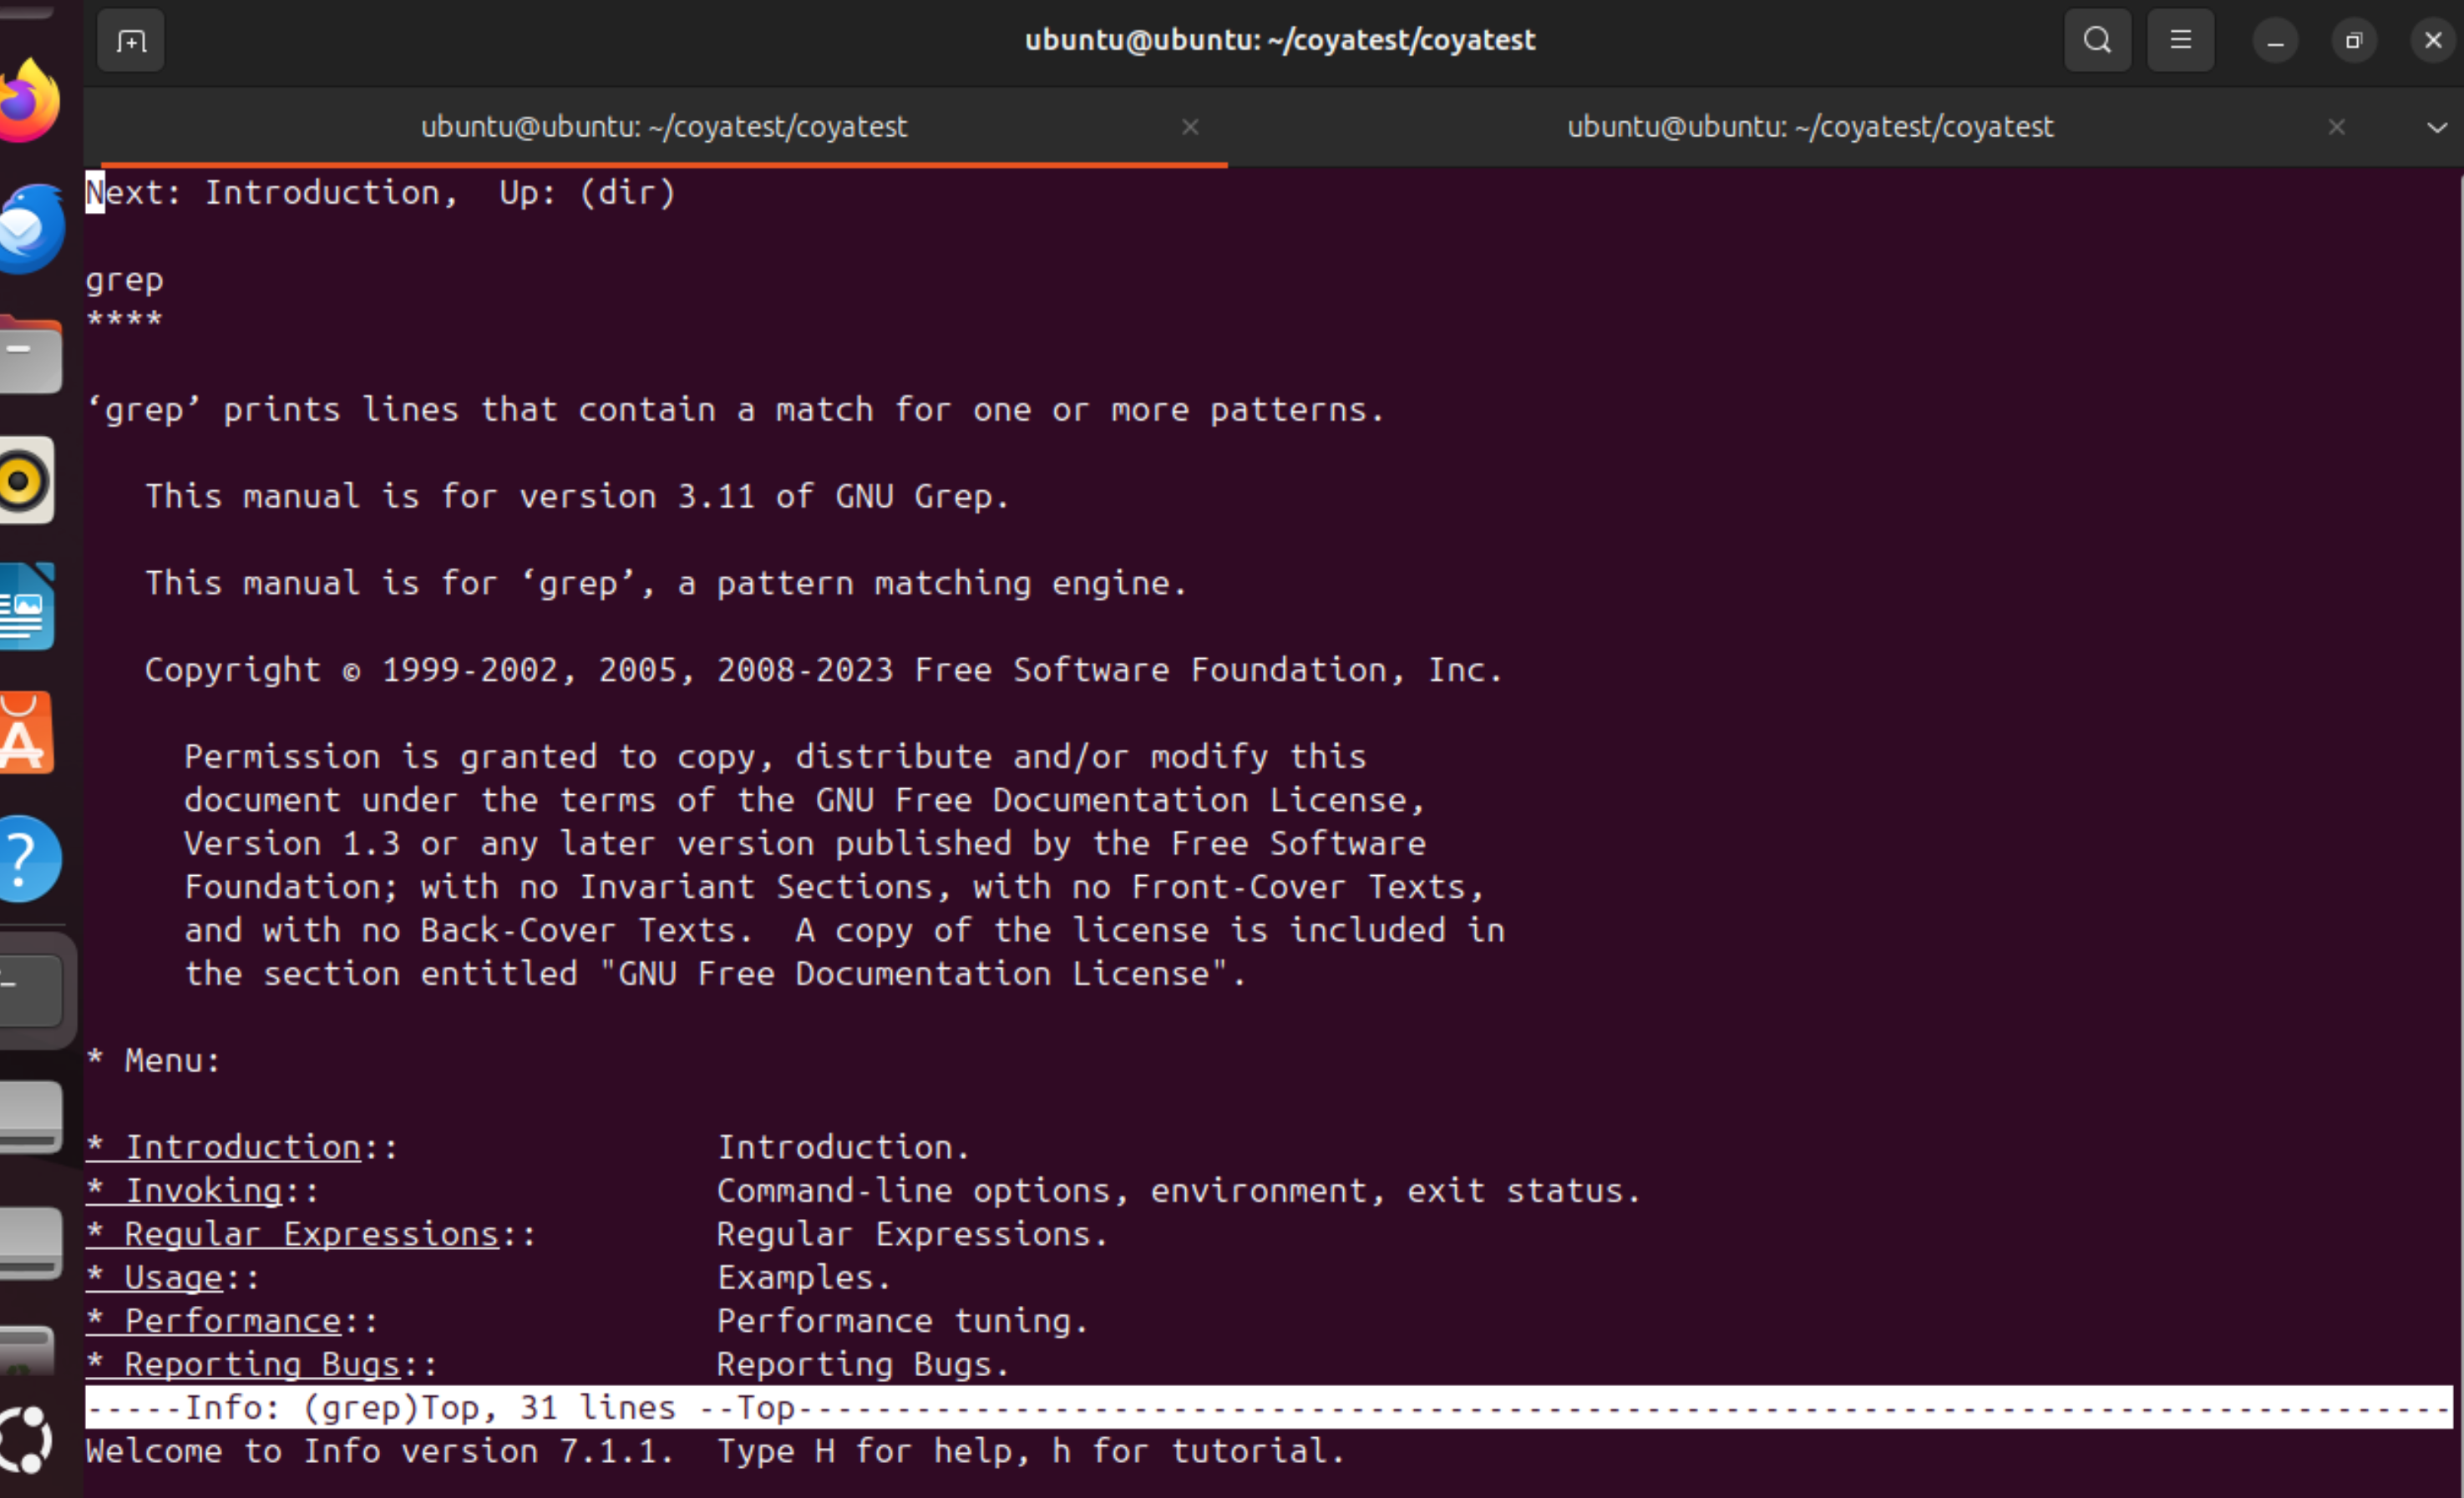 ubuntu@ubuntu: ~/coyatest/coyatest
ubuntu@ubuntu: ~/coyatest/coyatest
ubuntu@ubuntu: ~/coyatest/coyatest
Next: Introduction,  Up: (dir)
grep
****
‘grep’ prints lines that contain a match for one or more patterns.
   This manual is for version 3.11 of GNU Grep.
   This manual is for ‘grep’, a pattern matching engine.
   Copyright © 1999-2002, 2005, 2008-2023 Free Software Foundation, Inc.
     Permission is granted to copy, distribute and/or modify this
     document under the terms of the GNU Free Documentation License,
     Version 1.3 or any later version published by the Free Software
     Foundation; with no Invariant Sections, with no Front-Cover Texts,
     and with no Back-Cover Texts.  A copy of the license is included in
     the section entitled "GNU Free Documentation License".
* Menu:
* Introduction::                Introduction.
* Invoking::                    Command-line options, environment, exit status.
* Regular Expressions::         Regular Expressions.
* Usage::                       Examples.
* Performance::                 Performance tuning.
* Reporting Bugs::              Reporting Bugs.
-----Info: (grep)Top, 31 lines --Top------------------------------------------------------------------------------------
Welcome to Info version 7.1.1.  Type H for help, h for tutorial.